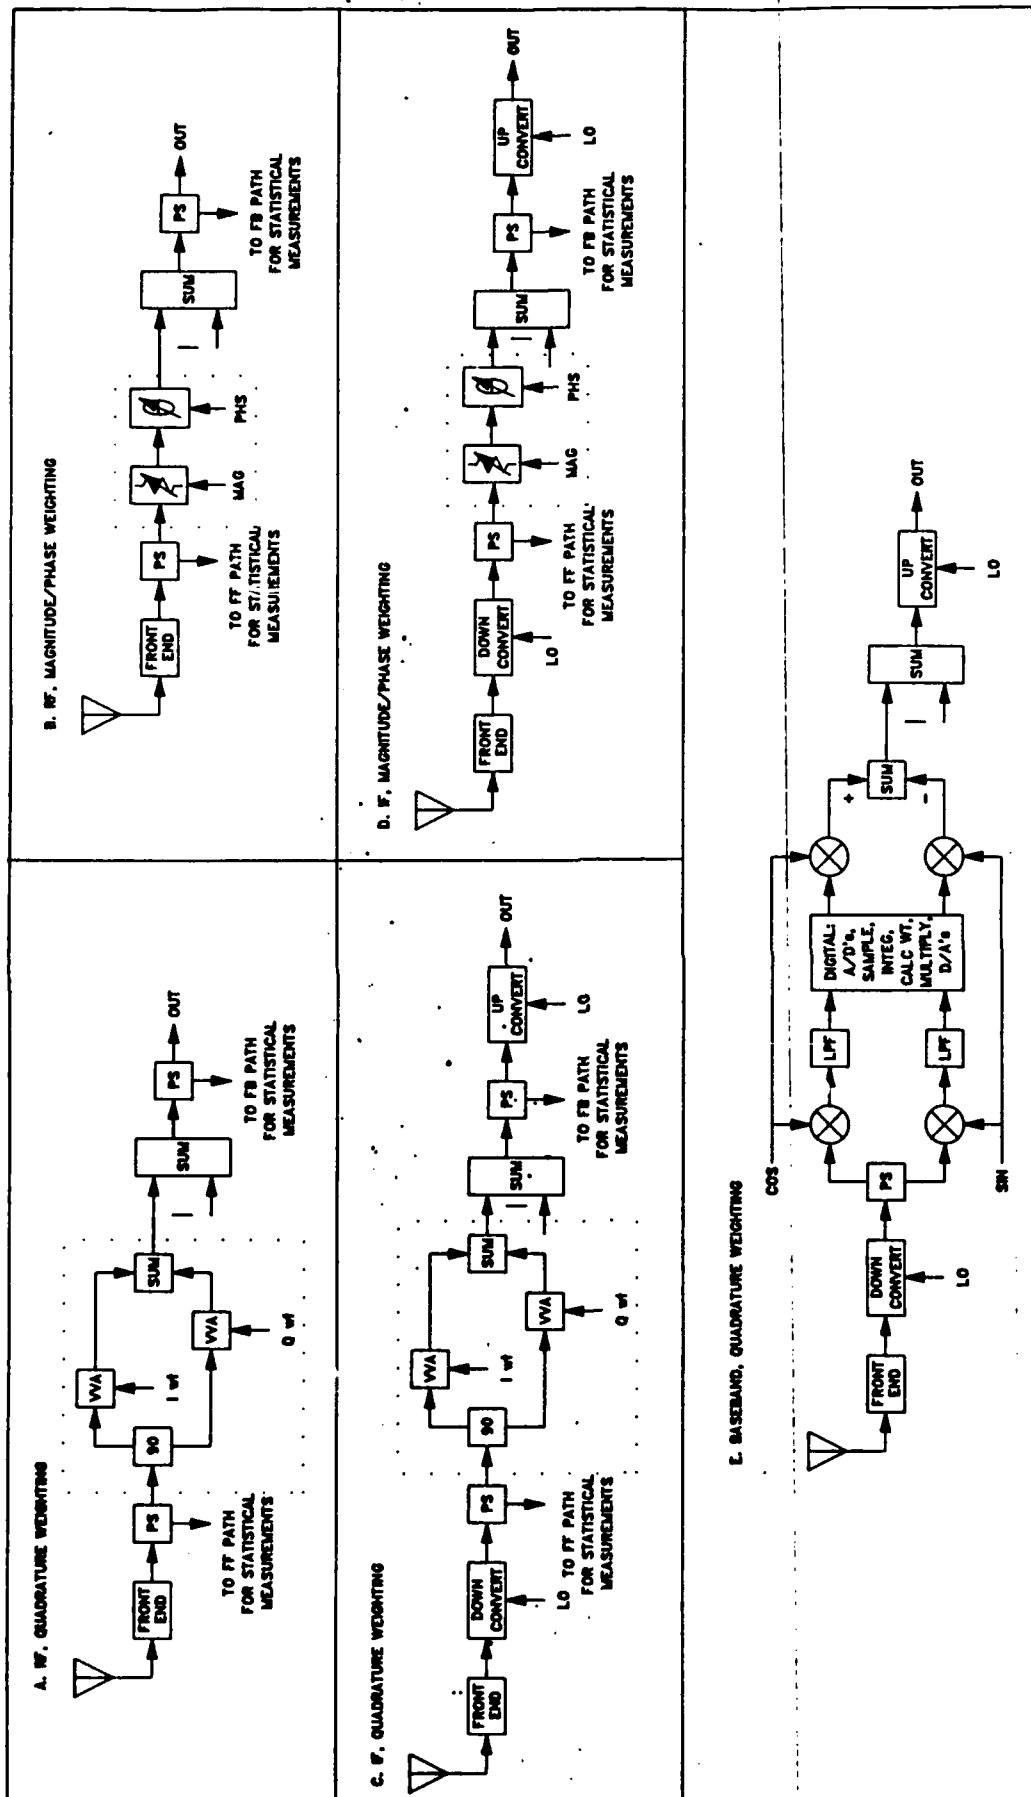 A. RF, QUADRATURE WEIGHTING
FRONT
END
PS
TO FF PATH
FOR STATISTICAL
MEASUREMENTS
90
VVA
I wt
VVA
Q wt
SUM
SUM
PS
OUT
TO FB PATH
FOR STATISTICAL
MEASUREMENTS
B. RF, MAGNITUDE/PHASE WEIGHTING
FRONT
END
PS
TO FF PATH
FOR STATISTICAL
MEASUREMENTS
MAG
Ø
PHS
SUM
PS
OUT
TO FB PATH
FOR STATISTICAL
MEASUREMENTS
C. IF, QUADRATURE WEIGHTING
FRONT
END
DOWN
CONVERT
LO
PS
TO FF PATH
FOR STATISTICAL
MEASUREMENTS
90
VVA
I wt
VVA
Q wt
SUM
SUM
PS
TO FB PATH
FOR STATISTICAL
MEASUREMENTS
UP
CONVERT
LO
OUT
D. IF, MAGNITUDE/PHASE WEIGHTING
FRONT
END
DOWN
CONVERT
LO
PS
TO FF PATH
FOR STATISTICAL
MEASUREMENTS
MAG
Ø
PHS
SUM
PS
TO FB PATH
FOR STATISTICAL
MEASUREMENTS
UP
CONVERT
LO
OUT
E. BASEBAND, QUADRATURE WEIGHTING
FRONT
END
DOWN
CONVERT
LO
PS
COS
SIN
LPF
LPF
DIGITAL:
A/D's,
SAMPLE,
INTEG,
CALC WT,
MULTIPLY,
D/A's
+
-
SUM
SUM
UP
CONVERT
LO
OUT